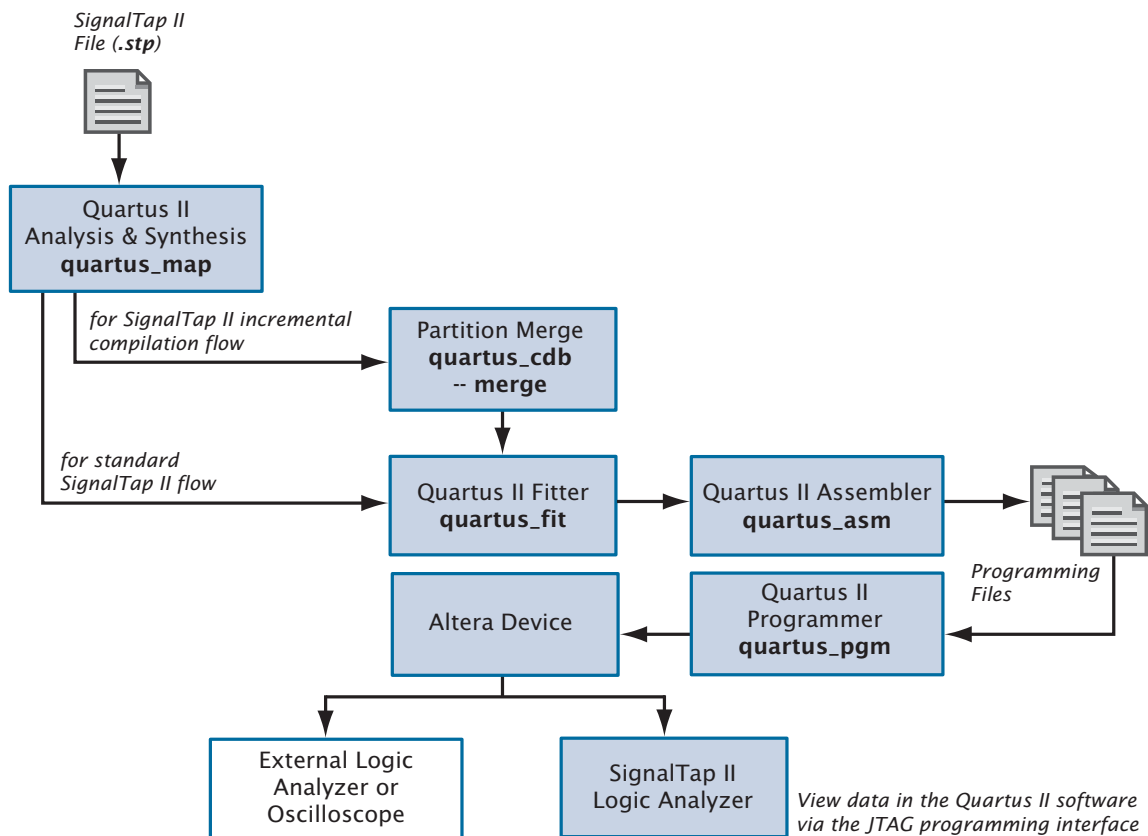 SignalTap II
File (.stp)
Quartus II
Analysis & Synthesis
quartus_map
for SignalTap II incremental
compilation flow
Partition Merge
quartus_cdb
-- merge
for standard
SignalTap II flow
Quartus II Fitter
quartus_fit
Quartus II Assembler
quartus_asm
Programming
Files
Quartus II
Programmer
quartus_pgm
Altera Device
External Logic
Analyzer or
Oscilloscope
SignalTap II
Logic Analyzer
View data in the Quartus II software
via the JTAG programming interface